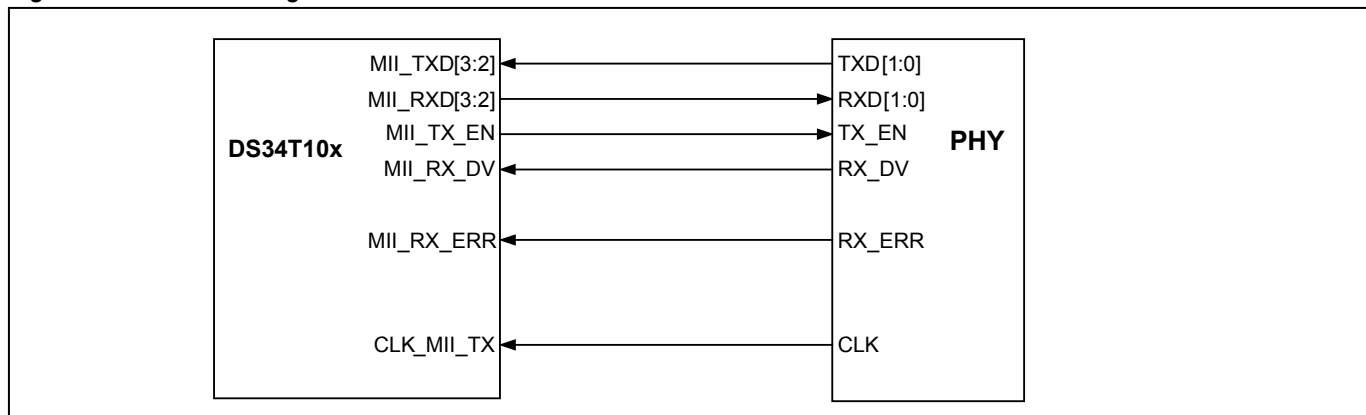 DS34T10x
MII_TXD[3:2]
MII_RXD[3:2]
MII_TX_EN
MII_RX_DV
MII_RX_ERR
CLK_MII_TX
TXD[1:0]
RXD[1:0]
TX_EN
RX_DV
RX_ERR
CLK
PHY